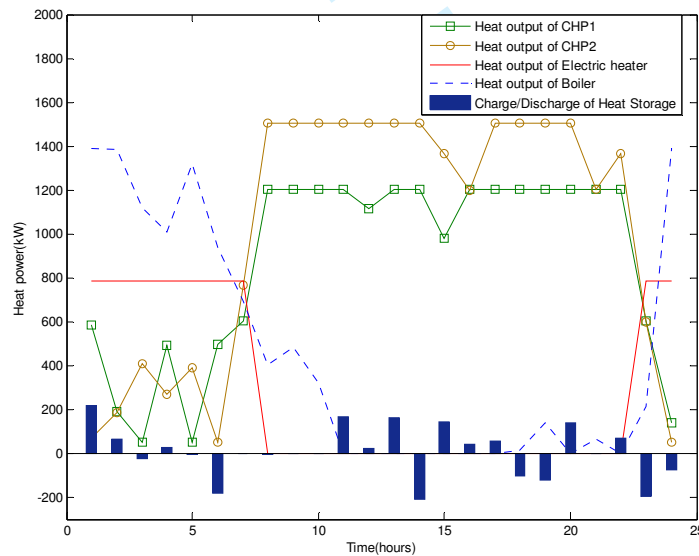 2000
1800
1600
1400
1200
1000
800
600
400
200
0
-200
Heat power(kW)
Heat output of CHP1
Heat output of CHP2
Heat output of Electric heater
Heat output of Boiler
Charge/Discharge of Heat Storage
0 5 10 15 20 25
Time(hours)